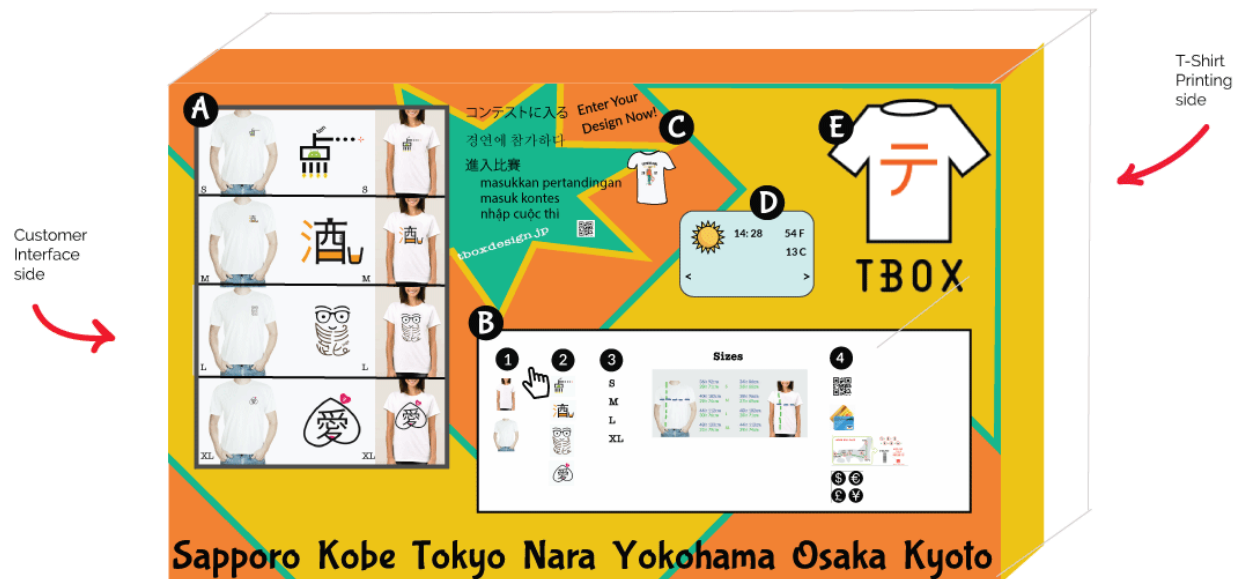 Customer
Interface
side
T-Shirt
Printing
side
A
S
S
M
M
L
L
XL
XL
酒
愛
コンテストに入る
Enter Your
Design Now!
경연에 참가하다
進入比賽
masukkan pertandingan
masuk kontes
nhập cuộc thi
tboxdesign.jp
C
D
14:28
54 F
13 C
<
>
E
テ
TBOX
B
1
2
3
4
酒
愛
S
M
L
XL
Sizes
$ €
£ ¥
Sapporo Kobe Tokyo Nara Yokohama Osaka Kyoto